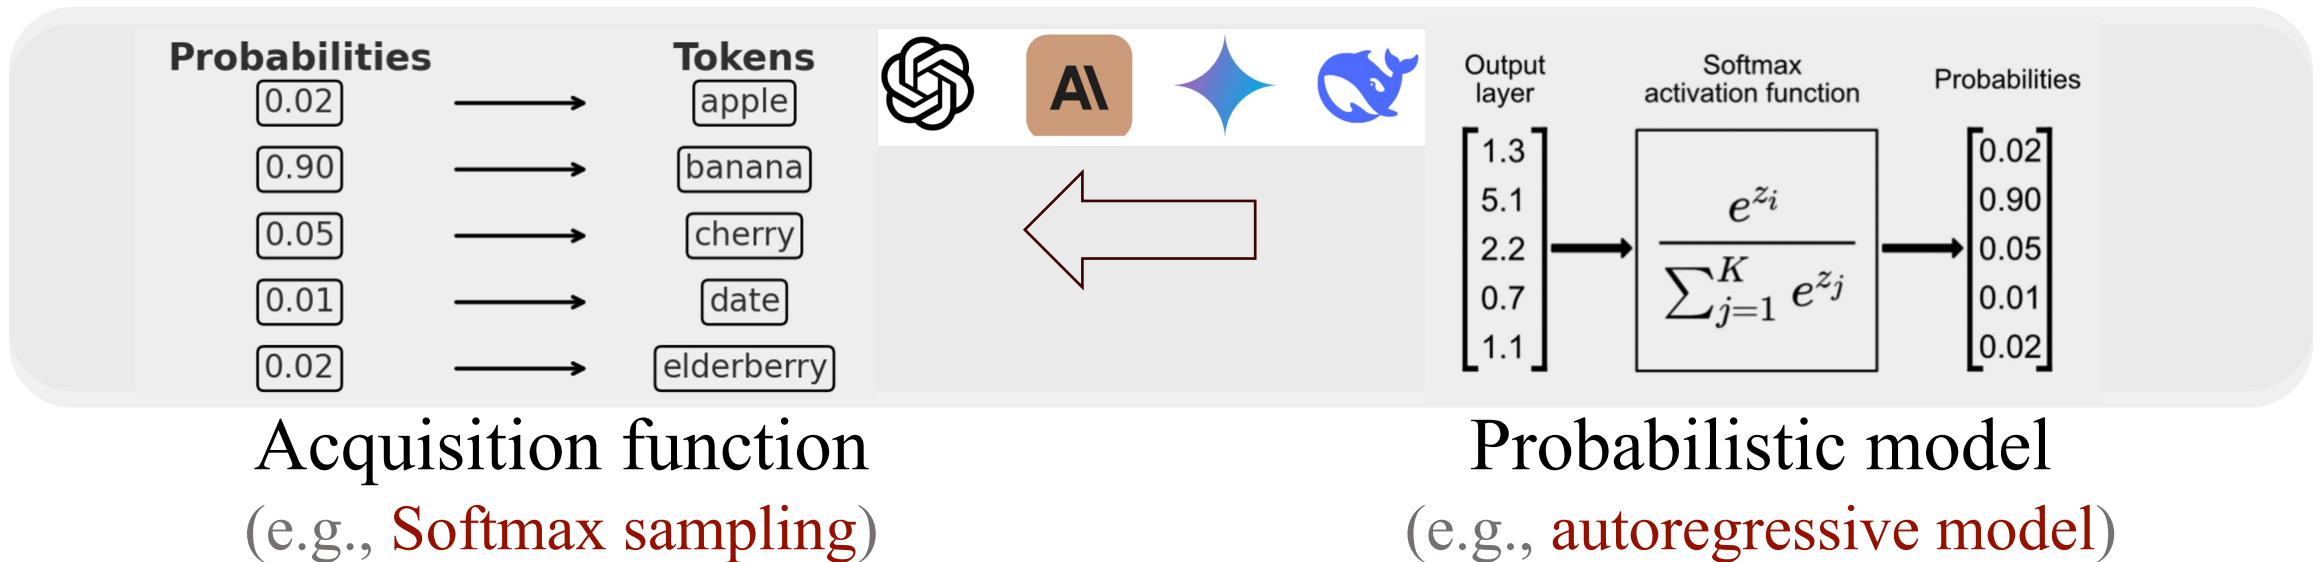 Probabilities Tokens
0.02 apple
0.90 banana
0.05 cherry
0.01 date
0.02 elderberry
A\
Output layer
Softmax activation function
Probabilities
1.3
5.1
2.2
0.7
1.1
e^{z_i}
∑_{j=1}^{K} e^{z_j}
0.02
0.90
0.05
0.01
0.02
Acquisition function
(e.g., Softmax sampling)
Probabilistic model
(e.g., autoregressive model)